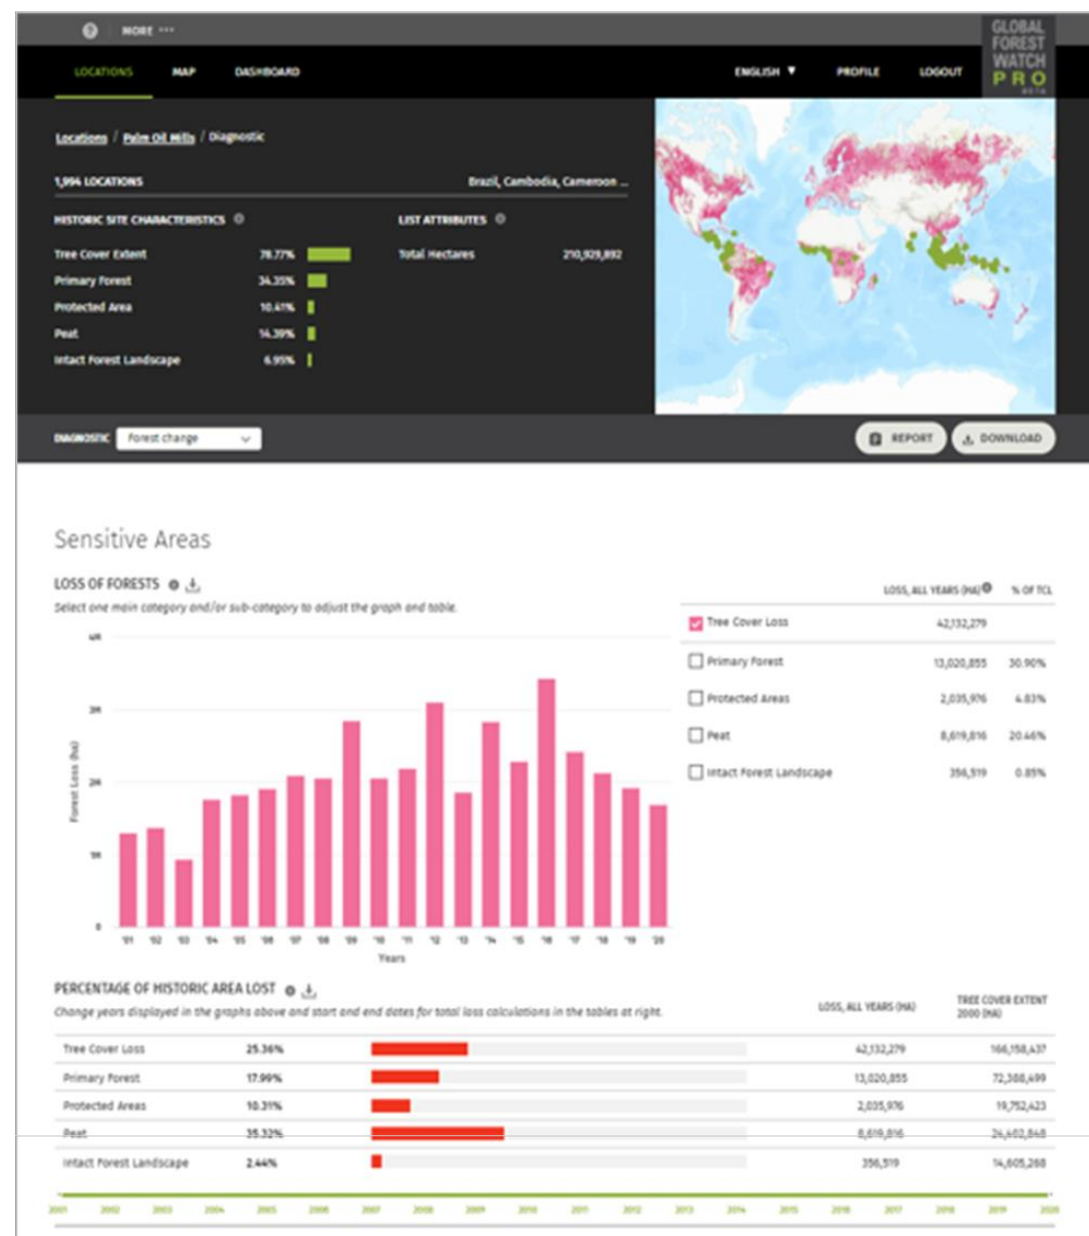 ? MORE •••
GLOBAL
FOREST
WATCH
PRO
BETA
LOCATIONS MAP DASHBOARD ENGLISH ▼ PROFILE LOGOUT
Locations / Palm Oil Mills / Diagnostic
1,994 LOCATIONS Brazil, Cambodia, Cameroon ...
HISTORIC SITE CHARACTERISTICS LIST ATTRIBUTES
Tree Cover Extent 78.77% Total Hectares 210,929,892
Primary Forest 34.35%
Protected Area 10.41%
Peat 14.39%
Intact Forest Landscape 6.95%
DIAGNOSTIC Forest change REPORT DOWNLOAD
Sensitive Areas
LOSS OF FORESTS
Select one main category and/or sub-category to adjust the graph and table.
LOSS, ALL YEARS (HA) % OF TCL
Tree Cover Loss 42,132,279
Primary Forest 13,020,855 30.90%
Protected Areas 2,035,976 4.83%
Peat 8,619,816 20.46%
Intact Forest Landscape 356,519 0.85%
4M
3M
2M
1M
0
Forest Loss (ha)
'01 '02 '03 '04 '05 '06 '07 '08 '09 '10 '11 '12 '13 '14 '15 '16 '17 '18 '19 '20
Years
PERCENTAGE OF HISTORIC AREA LOST
Change years displayed in the graphs above and start and end dates for total loss calculations in the tables at right.
LOSS, ALL YEARS (HA) TREE COVER EXTENT
2000 (HA)
Tree Cover Loss 25.36% 42,132,279 166,158,437
Primary Forest 17.99% 13,020,855 72,388,499
Protected Areas 10.31% 2,035,976 19,752,423
Peat 35.32% 8,619,816 24,402,848
Intact Forest Landscape 2.44% 356,519 14,605,268
2001 2002 2003 2004 2005 2006 2007 2008 2009 2010 2011 2012 2013 2014 2015 2016 2017 2018 2019 2020